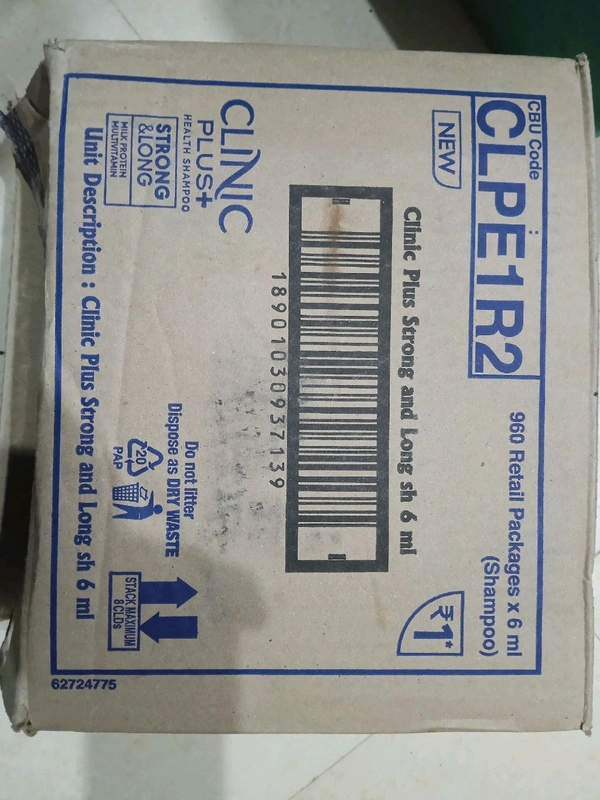 CBU Code
CLPE1R2
960 Retail Packages x 6 ml
(Shampoo)
NEW
₹1*
Clinic Plus Strong and Long sh 6 ml
18901030937139
CLINIC
PLUS+
HEALTH SHAMPOO
STRONG
&LONG
MILK PROTEIN
MULTIVITAMIN
Do not litter
Dispose as DRY WASTE
20
PAP
STACK MAXIMUM
8CLDs
Unit Description : Clinic Plus Strong and Long sh 6 ml
62724775